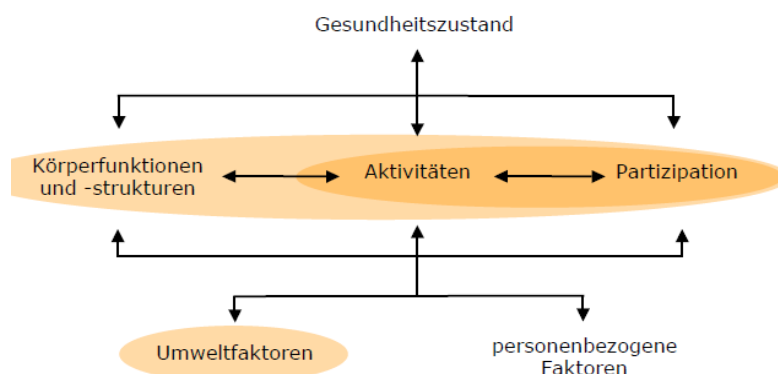 Gesundheitszustand
Körperfunktionen
und -strukturen
Aktivitäten
Partizipation
Umweltfaktoren
personenbezogene
Faktoren